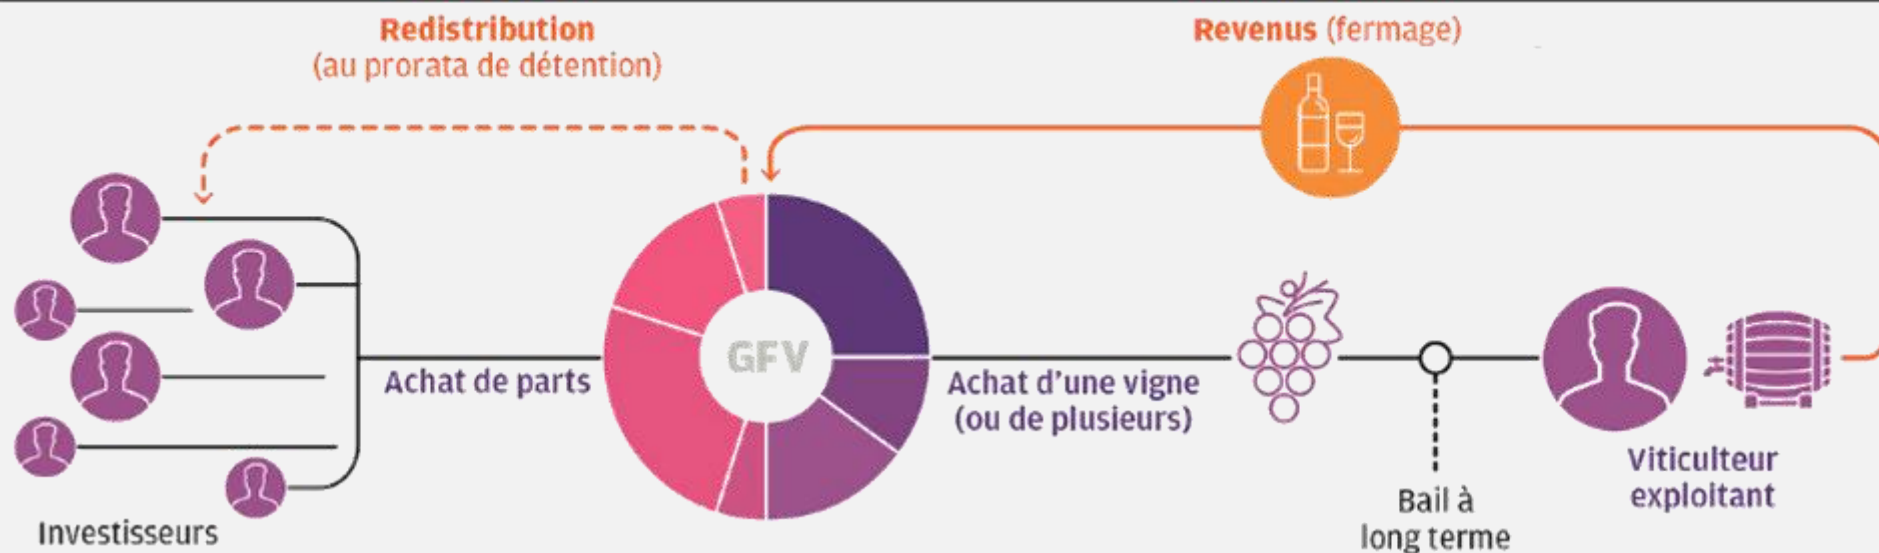 Redistribution
(au prorata de détention)
Revenus (fermage)
GFV
Achat de parts
Achat d’une vigne
(ou de plusieurs)
Viticulteur
exploitant
Bail à
long terme
Investisseurs